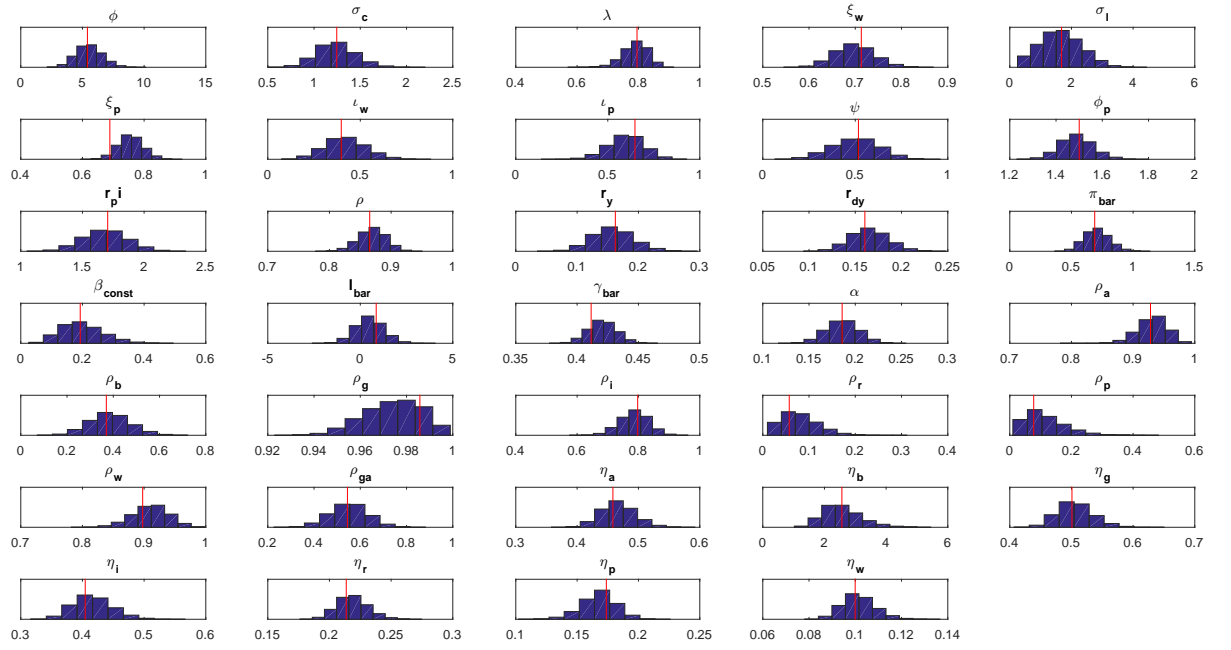 ϕ σc λ ξw σl
5 10 15 0.5 1 1.5 2 2.5 0.4 0.6 0.8 1 0.5 0.6 0.7 0.8 0.9 0 2 4 6
ξp ιw ιp ψ ϕp
0.4 0.6 0.8 1 0 0.5 1 0 0.5 1 0 0.5 1 1.2 1.4 1.6 1.8 2
rpi ρ ry rdy πbar
1 1.5 2 2.5 0.7 0.8 0.9 1 0 0.1 0.2 0.3 0.05 0.1 0.15 0.2 0.25 0 0.5 1 1.5
βconst lbar γbar α ρa
0 0.2 0.4 0.6 -5 0 5 0.35 0.4 0.45 0.5 0.1 0.15 0.2 0.25 0.3 0.7 0.8 0.9 1
ρb ρg ρi ρr ρp
0 0.2 0.4 0.6 0.8 0.92 0.94 0.96 0.98 1 0.4 0.6 0.8 1 0 0.1 0.2 0.3 0.4 0 0.2 0.4 0.6
ρw ρga ηa ηb ηg
0.7 0.8 0.9 1 0.2 0.4 0.6 0.8 1 0.3 0.4 0.5 0.6 0 2 4 6 0.4 0.5 0.6 0.7
ηi ηr ηp ηw
0.3 0.4 0.5 0.6 0.15 0.2 0.25 0.3 0.1 0.15 0.2 0.25 0.06 0.08 0.1 0.12 0.14